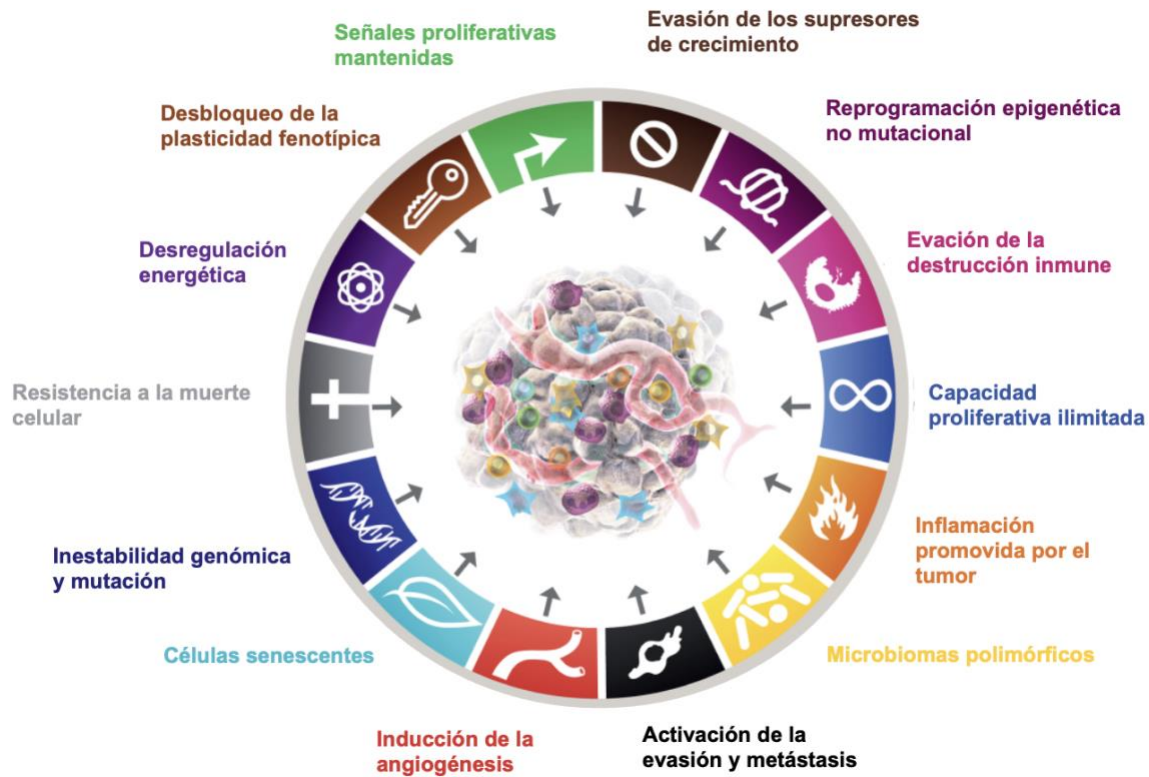 Señales proliferativas
mantenidas
Evasión de los supresores
de crecimiento
Desbloqueo de la
plasticidad fenotípica
Reprogramación epigenética
no mutacional
Desregulación
energética
Evación de la
destrucción inmune
Resistencia a la muerte
celular
Capacidad
proliferativa ilimitada
Inestabilidad genómica
y mutación
Inflamación
promovida por el
tumor
Células senescentes
Microbiomas polimórficos
Inducción de la
angiogénesis
Activación de la
evasión y metástasis